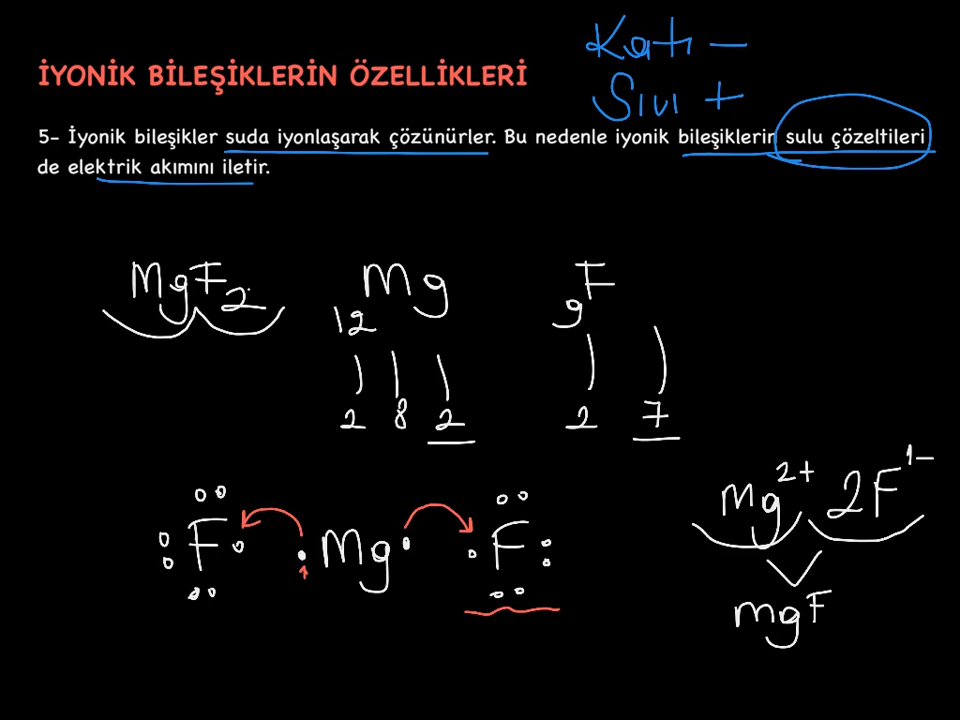 Katı –
Sıvı +
İYONİK BİLEŞİKLERİN ÖZELLİKLERİ
5- İyonik bileşikler suda iyonlaşarak çözünürler. Bu nedenle iyonik bileşiklerin sulu çözeltileri
de elektrik akımını iletir.
MgF2 12Mg 9F
2 8 2 2 7
Mg2+ 2F1-
F Mg F
mgF